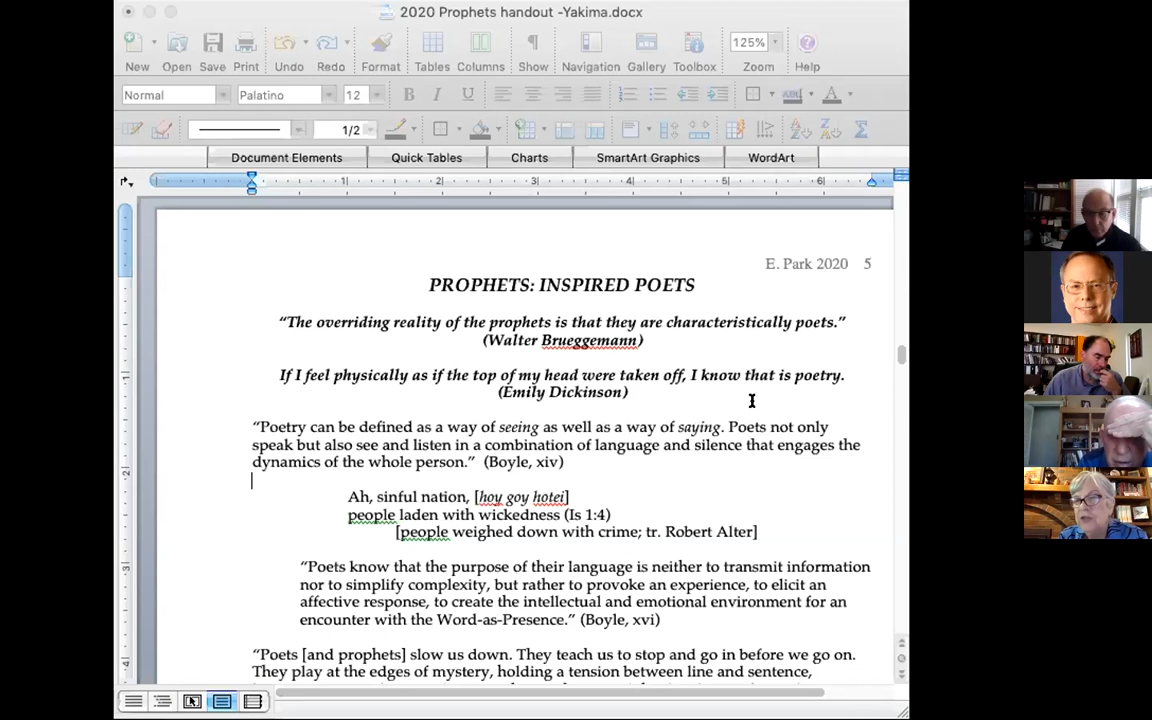 2020 Prophets handout -Yakima.docx
New Open Save Print Undo Redo Format Tables Columns Show Navigation Gallery Toolbox Zoom Help
125%
Normal Palatino 12 B I U A
1/2
Document Elements Quick Tables Charts SmartArt Graphics WordArt
1 2 3 4 5 6
E. Park 2020 5
PROPHETS: INSPIRED POETS
“The overriding reality of the prophets is that they are characteristically poets.”
(Walter Brueggemann)
If I feel physically as if the top of my head were taken off, I know that is poetry.
(Emily Dickinson)
“Poetry can be defined as a way of seeing as well as a way of saying. Poets not only
speak but also see and listen in a combination of language and silence that engages the
dynamics of the whole person.” (Boyle, xiv)
Ah, sinful nation, [hoy goy hotei]
people laden with wickedness (Is 1:4)
[people weighed down with crime; tr. Robert Alter]
“Poets know that the purpose of their language is neither to transmit information
nor to simplify complexity, but rather to provoke an experience, to elicit an
affective response, to create the intellectual and emotional environment for an
encounter with the Word-as-Presence.” (Boyle, xvi)
“Poets [and prophets] slow us down. They teach us to stop and go in before we go on.
They play at the edges of mystery, holding a tension between line and sentence,